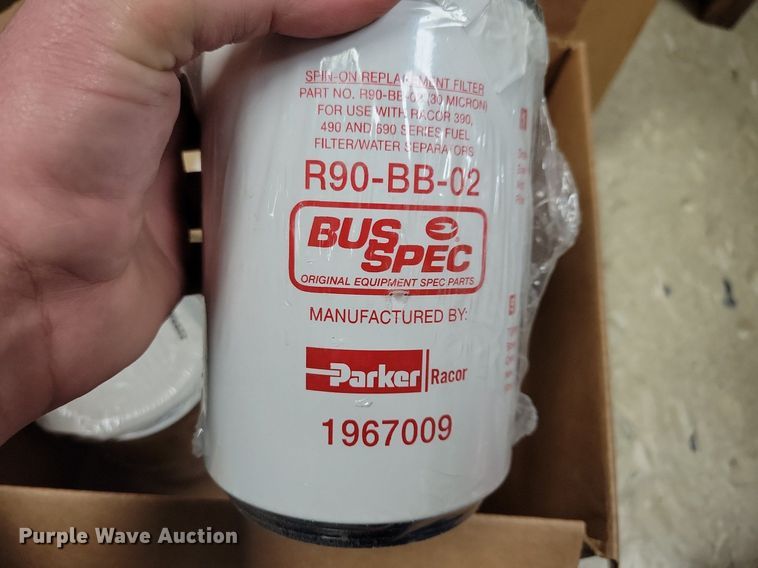 SPIN-ON REPLACEMENT FILTER
PART NO. R90-BB-02 (30 MICRON)
FOR USE WITH RACOR 390,
490 AND 690 SERIES FUEL
FILTER/WATER SEPARATORS
R90-BB-02
BUS
SPEC
ORIGINAL EQUIPMENT SPEC PARTS
MANUFACTURED BY:
Parker Racor
1967009
Purple Wave Auction